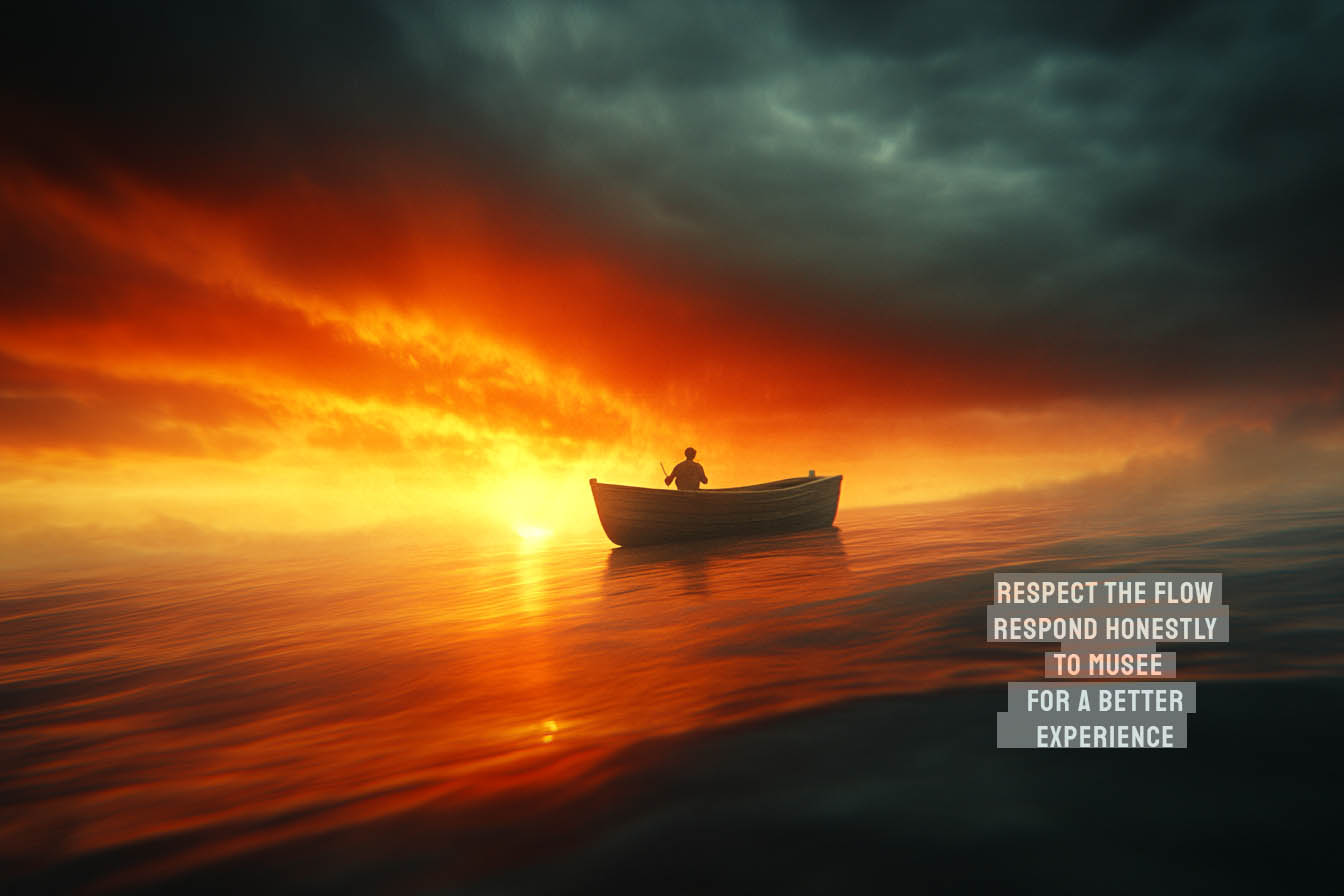 RESPECT THE FLOW
RESPOND HONESTLY
TO MUSEE
FOR A BETTER
EXPERIENCE